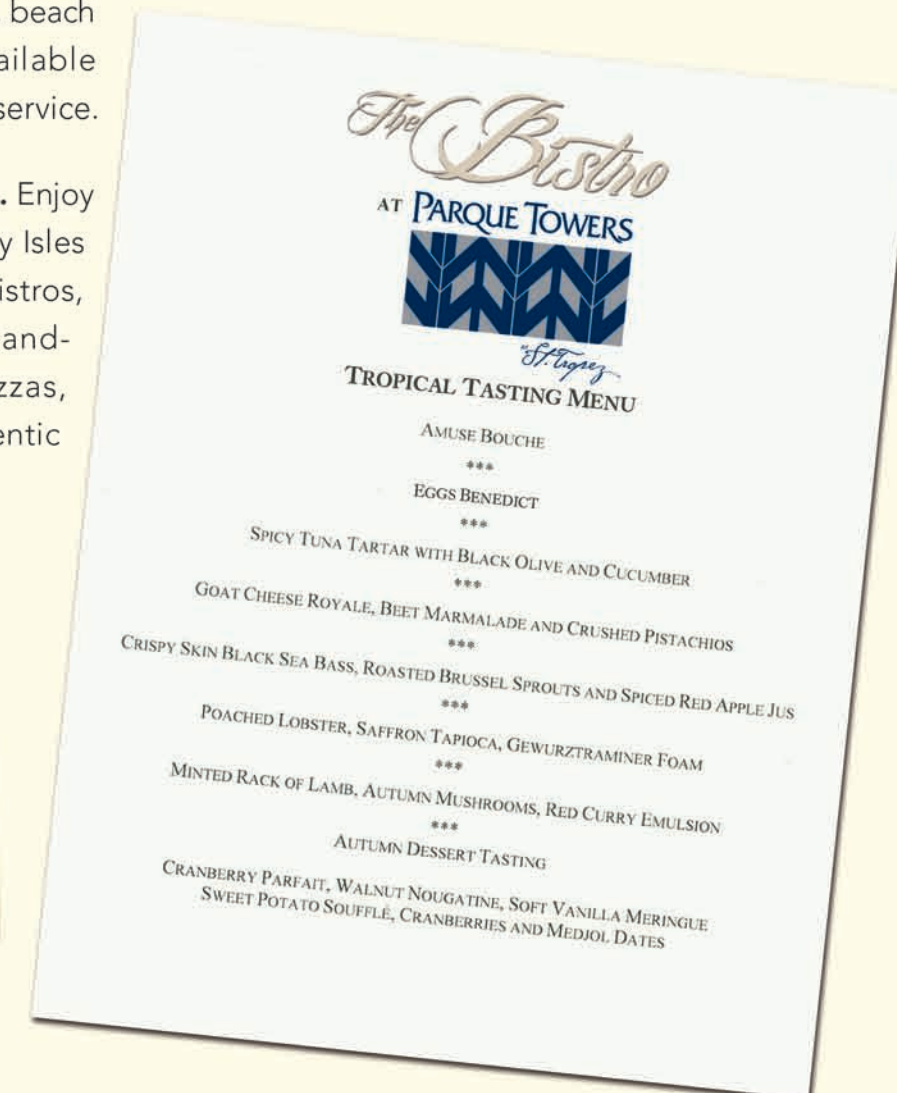 beach
ailable
service.
. Enjoy
y Isles
istros,
and-
zzas,
entic
The Bistro
AT PARQUE TOWERS
"St. Tropez
TROPICAL TASTING MENU
AMUSE BOUCHE
***
EGGS BENEDICT
***
SPICY TUNA TARTAR WITH BLACK OLIVE AND CUCUMBER
***
GOAT CHEESE ROYALE, BEET MARMALADE AND CRUSHED PISTACHIOS
***
CRISPY SKIN BLACK SEA BASS, ROASTED BRUSSEL SPROUTS AND SPICED RED APPLE JUS
***
POACHED LOBSTER, SAFFRON TAPIOCA, GEWURZTRAMINER FOAM
***
MINTED RACK OF LAMB, AUTUMN MUSHROOMS, RED CURRY EMULSION
***
AUTUMN DESSERT TASTING
CRANBERRY PARFAIT, WALNUT NOUGATINE, SOFT VANILLA MERINGUE
SWEET POTATO SOUFFLÉ, CRANBERRIES AND MEDJOL DATES